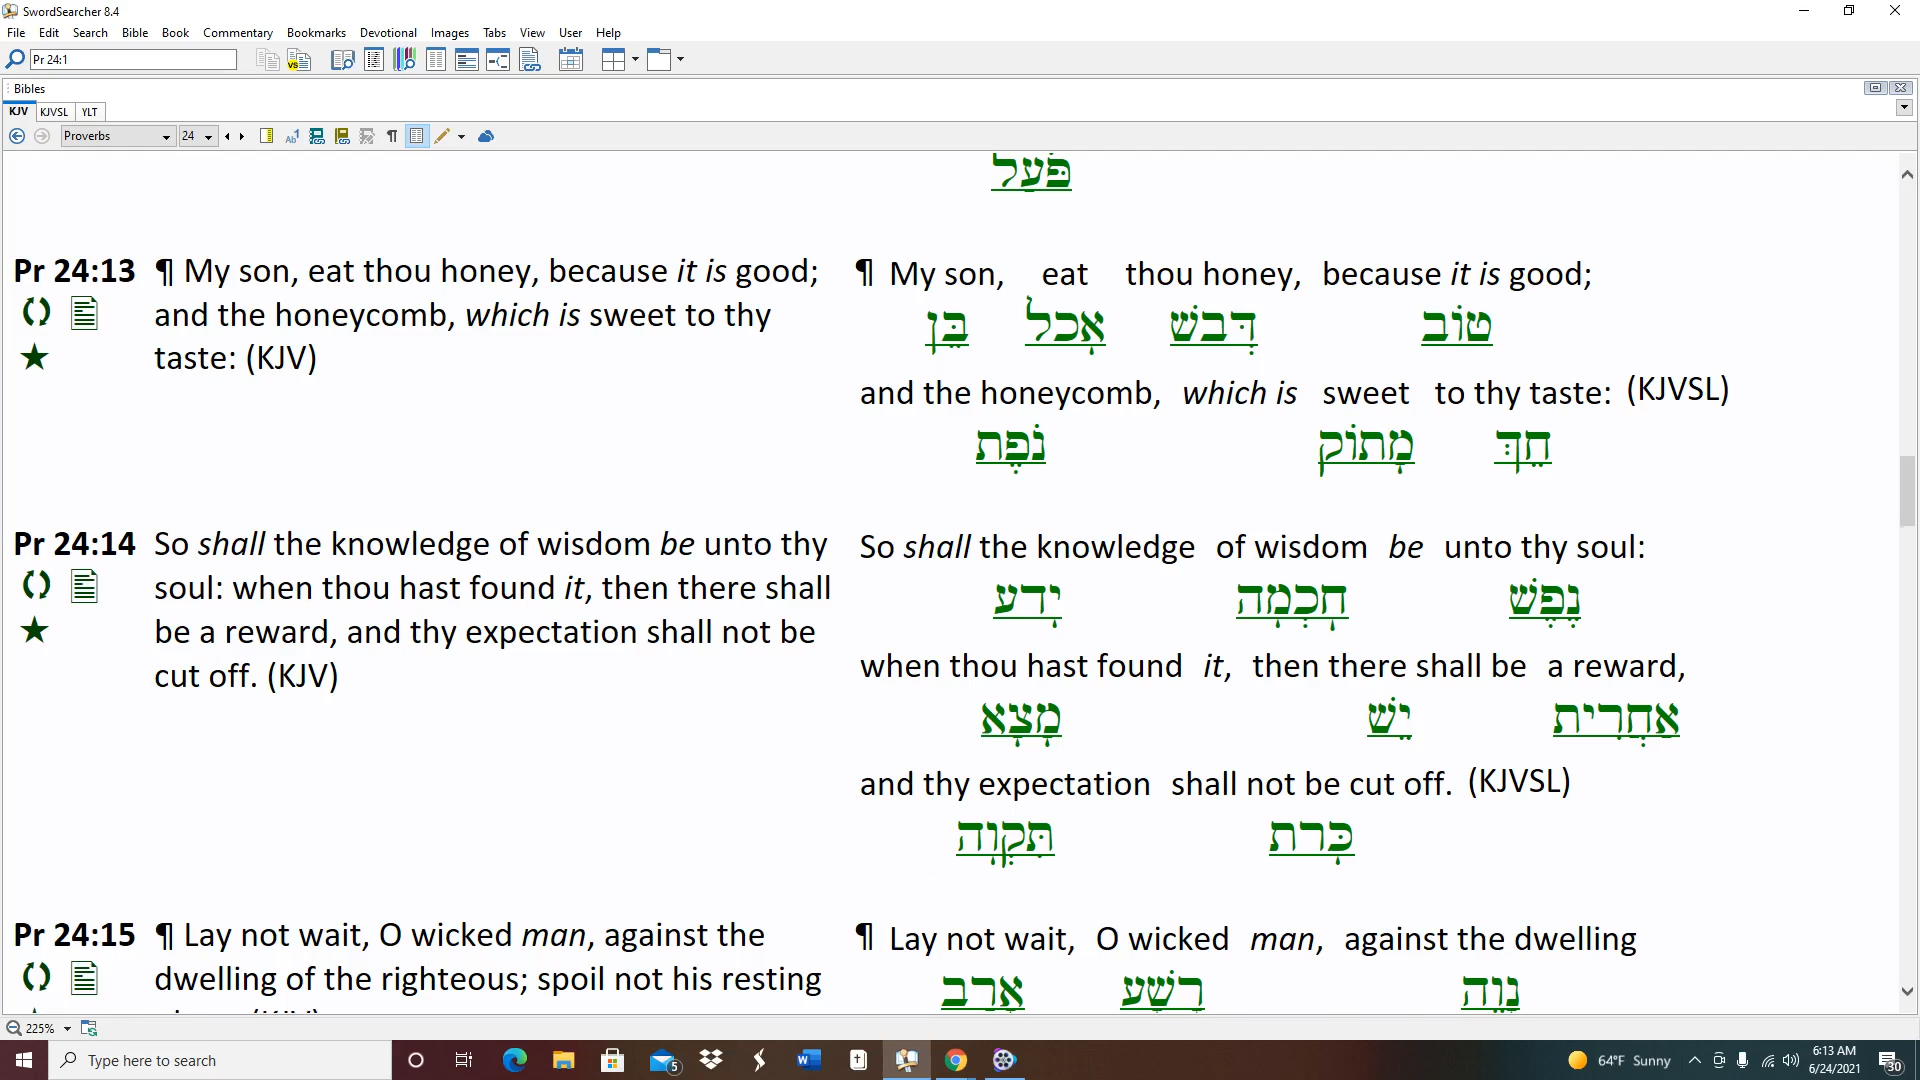 SwordSearcher 8.4
File Edit Search Bible Book Commentary Bookmarks Devotional Images Tabs View User Help
Pr 24:1
VS
Bibles
KJV KJVSL YLT
Proverbs 24 Ab1 ¶
פֹּעַל
Pr 24:13 ¶ My son, eat thou honey, because it is good;
and the honeycomb, which is sweet to thy
taste: (KJV)
¶ My son, eat thou honey, because it is good;
בֵּן אָכל דְּבשׁ טוֹב
and the honeycomb, which is sweet to thy taste: (KJVSL)
נֹפֶת מָתוֹק חֵךְ
Pr 24:14 So shall the knowledge of wisdom be unto thy
soul: when thou hast found it, then there shall
be a reward, and thy expectation shall not be
cut off. (KJV)
So shall the knowledge of wisdom be unto thy soul:
יָדע חָכְמָה נֶפֶשׁ
when thou hast found it, then there shall be a reward,
מָצָא יֵשׁ אַחֲרִית
and thy expectation shall not be cut off. (KJVSL)
תִּקְוָה כָּרת
Pr 24:15 ¶ Lay not wait, O wicked man, against the
dwelling of the righteous; spoil not his resting
¶ Lay not wait, O wicked man, against the dwelling
אָרַב רָשָׁע נָוֶה
225%
Type here to search
5
W
64°F Sunny
6:13 AM
6/24/2021
30